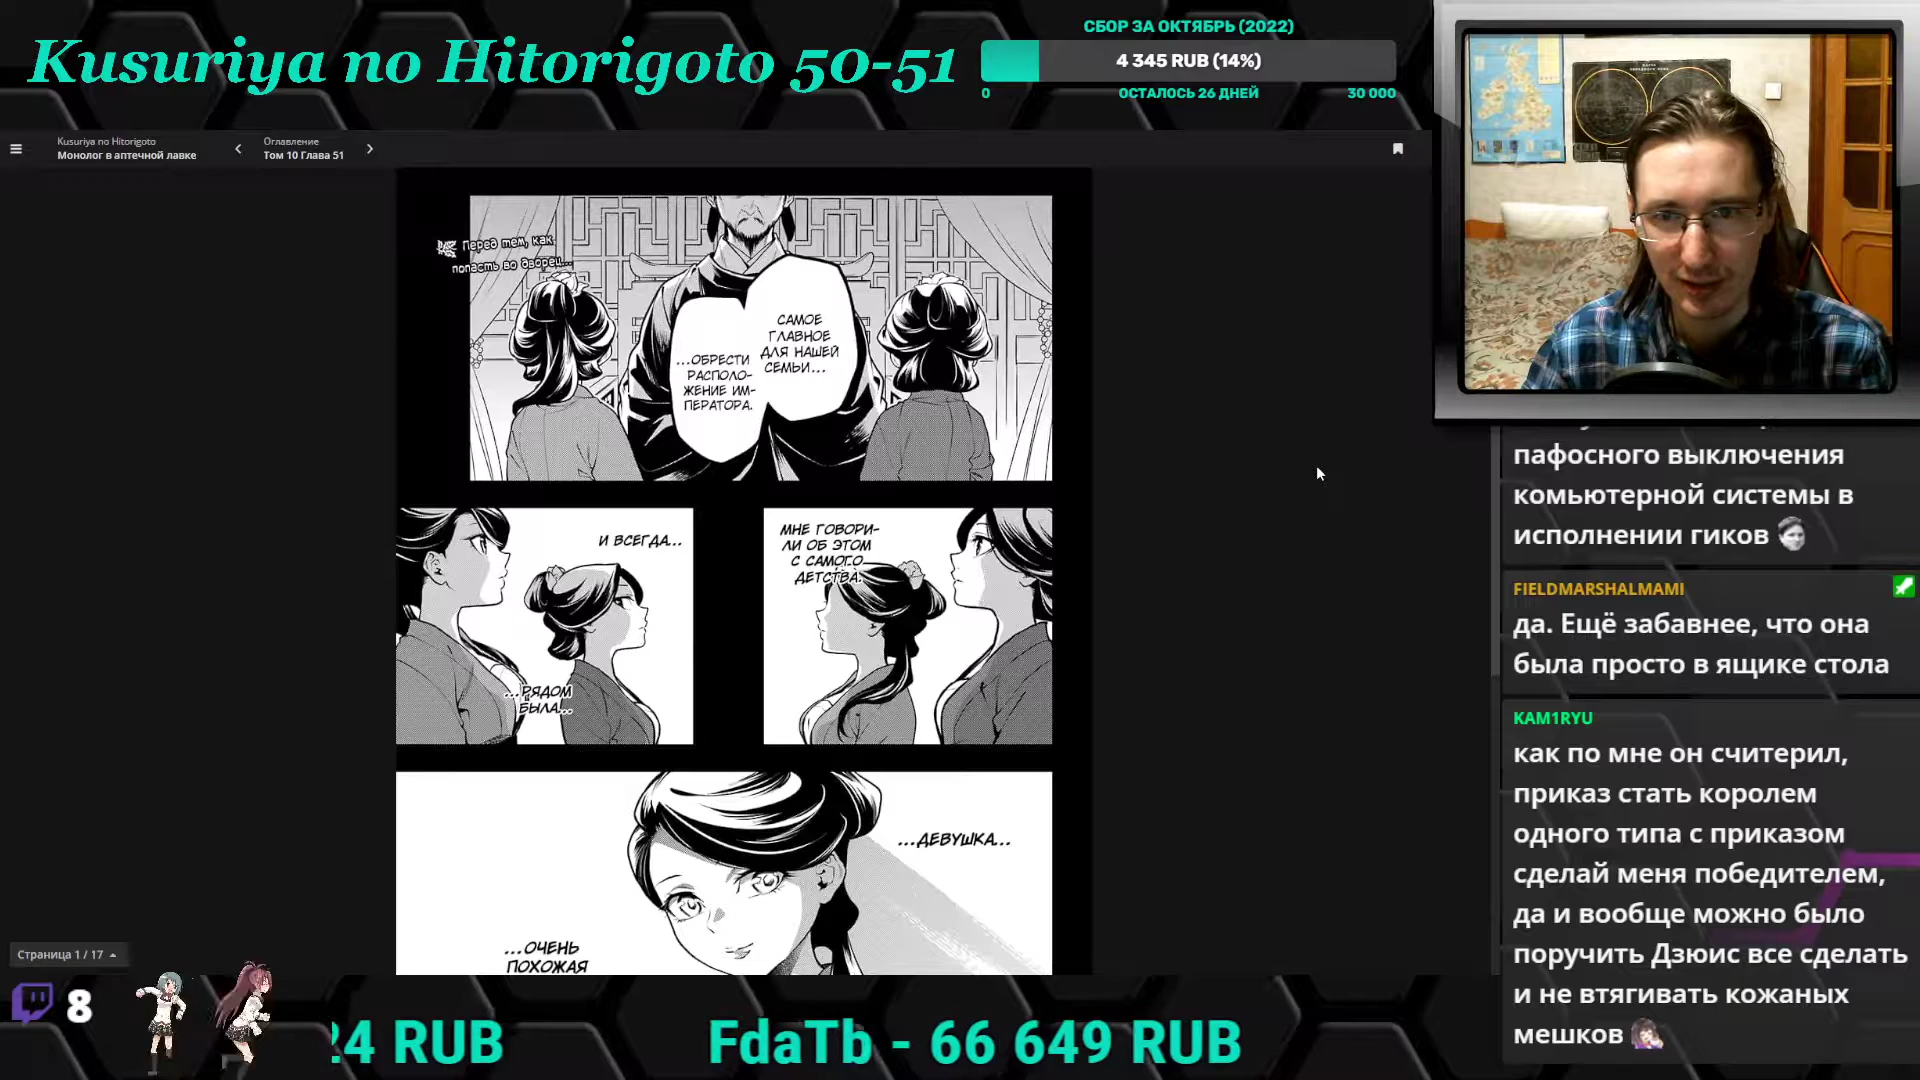 Kusuriya no Hitorigoto 50-51
СБОР ЗА ОКТЯБРЬ (2022)
4 345 RUB (14%)
0
ОСТАЛОСЬ 26 ДНЕЙ
30 000
Kusuriya no Hitorigoto
Монолог в аптечной лавке
Оглавление
Том 10 Глава 51
Перед тем, как
попасть во дворец...
САМОЕ
ГЛАВНОЕ
ДЛЯ НАШЕЙ
СЕМЬИ...
...ОБРЕСТИ
РАСПОЛО-
ЖЕНИЕ ИМ-
ПЕРАТОРА.
МНЕ ГОВОРИ-
ЛИ ОБ ЭТОМ
С САМОГО
ДЕТСТВА.
И ВСЕГДА...
...РЯДОМ
БЫЛА...
...ДЕВУШКА...
...ОЧЕНЬ
ПОХОЖАЯ
Страница 1 / 17
8
24 RUB
FdaTb - 66 649 RUB
пафосного выключения
комьютерной системы в
исполнении гиков
FIELDMARSHALMAMI
да. Ещё забавнее, что она
была просто в ящике стола
KAM1RYU
как по мне он считерил,
приказ стать королем
одного типа с приказом
сделай меня победителем,
да и вообще можно было
поручить Дзюис все сделать
и не втягивать кожаных
мешков